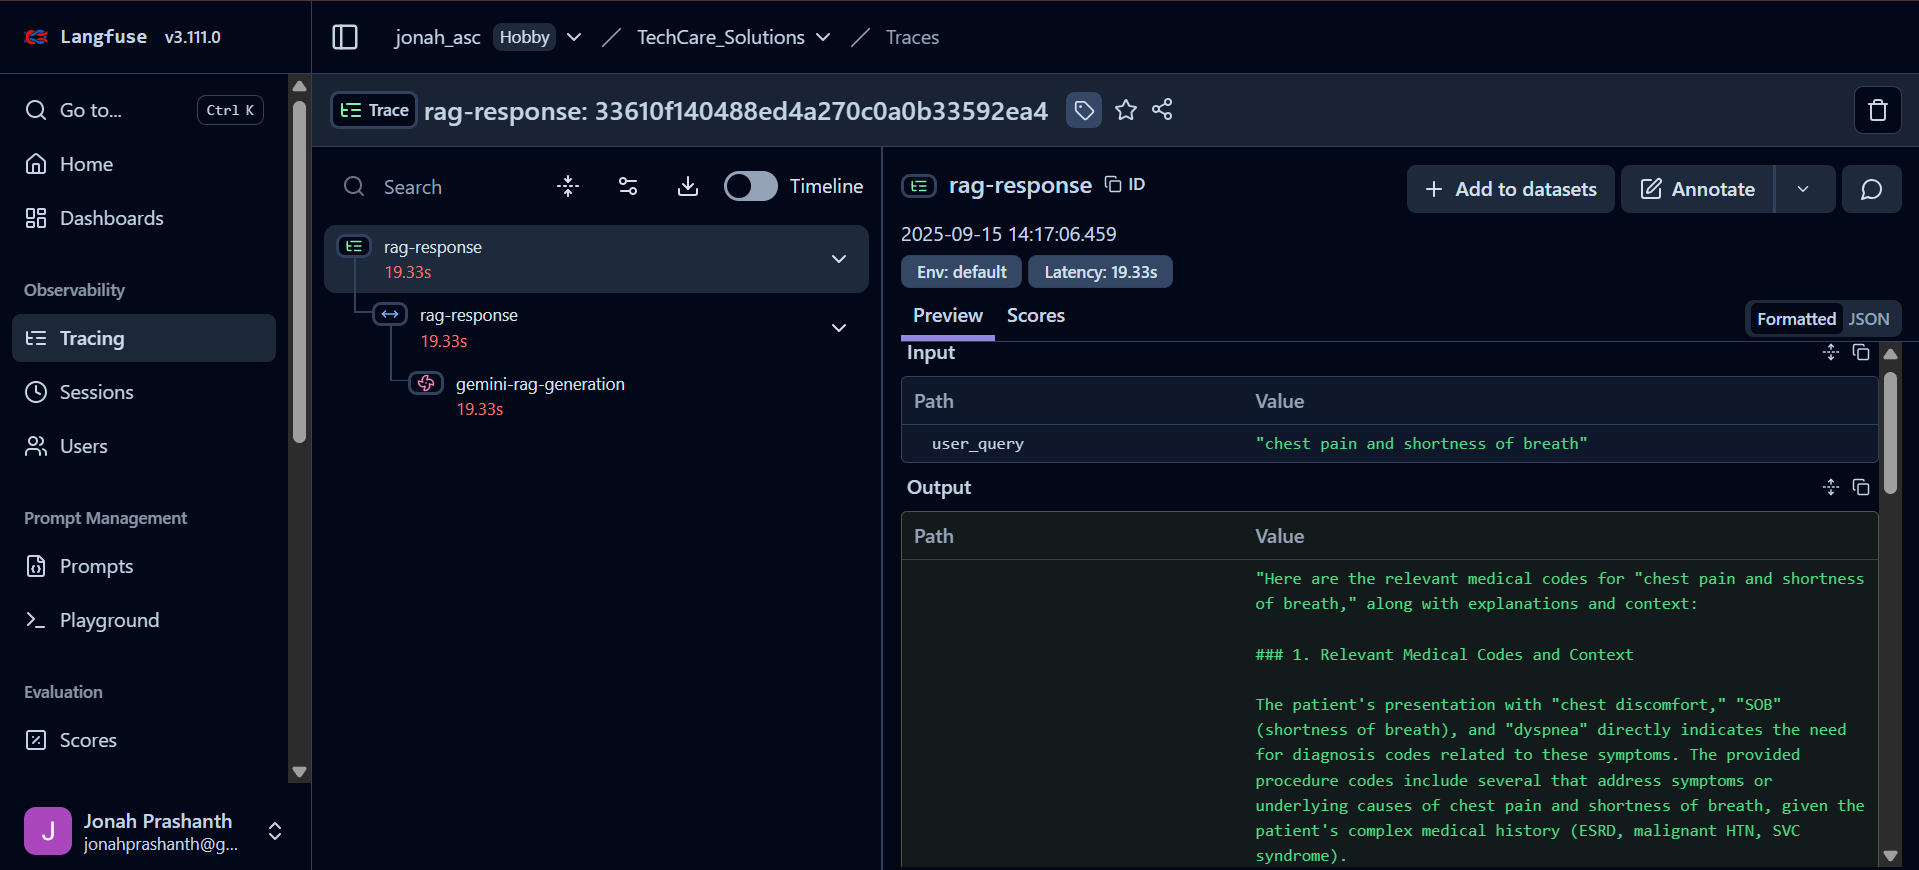 Langfuse v3.111.0
jonah_asc Hobby / TechCare_Solutions / Traces
Go to... Ctrl K
Home
Dashboards
Observability
Tracing
Sessions
Users
Prompt Management
Prompts
Playground
Evaluation
Scores
J
Jonah Prashanth
jonahprashanth@g...
Trace rag-response: 33610f140488ed4a270c0a0b33592ea4
Search Timeline
rag-response
19.33s
rag-response
19.33s
gemini-rag-generation
19.33s
rag-response ID
Add to datasets Annotate
2025-09-15 14:17:06.459
Env: default Latency: 19.33s
Preview Scores
Formatted JSON
Input
Path Value
user_query "chest pain and shortness of breath"
Output
Path Value
"Here are the relevant medical codes for "chest pain and shortness
of breath," along with explanations and context:
### 1. Relevant Medical Codes and Context
The patient's presentation with "chest discomfort," "SOB"
(shortness of breath), and "dyspnea" directly indicates the need
for diagnosis codes related to these symptoms. The provided
procedure codes include several that address symptoms or
underlying causes of chest pain and shortness of breath, given the
patient's complex medical history (ESRD, malignant HTN, SVC
syndrome).